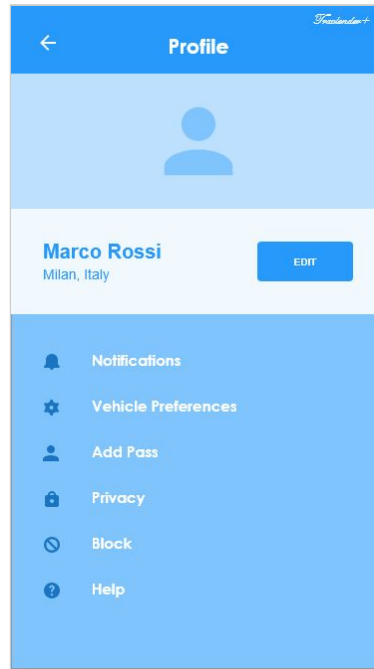 Profile
Marco Rossi
Milan, Italy
EDIT
Notifications
Vehicle Preferences
Add Pass
Privacy
Block
Help